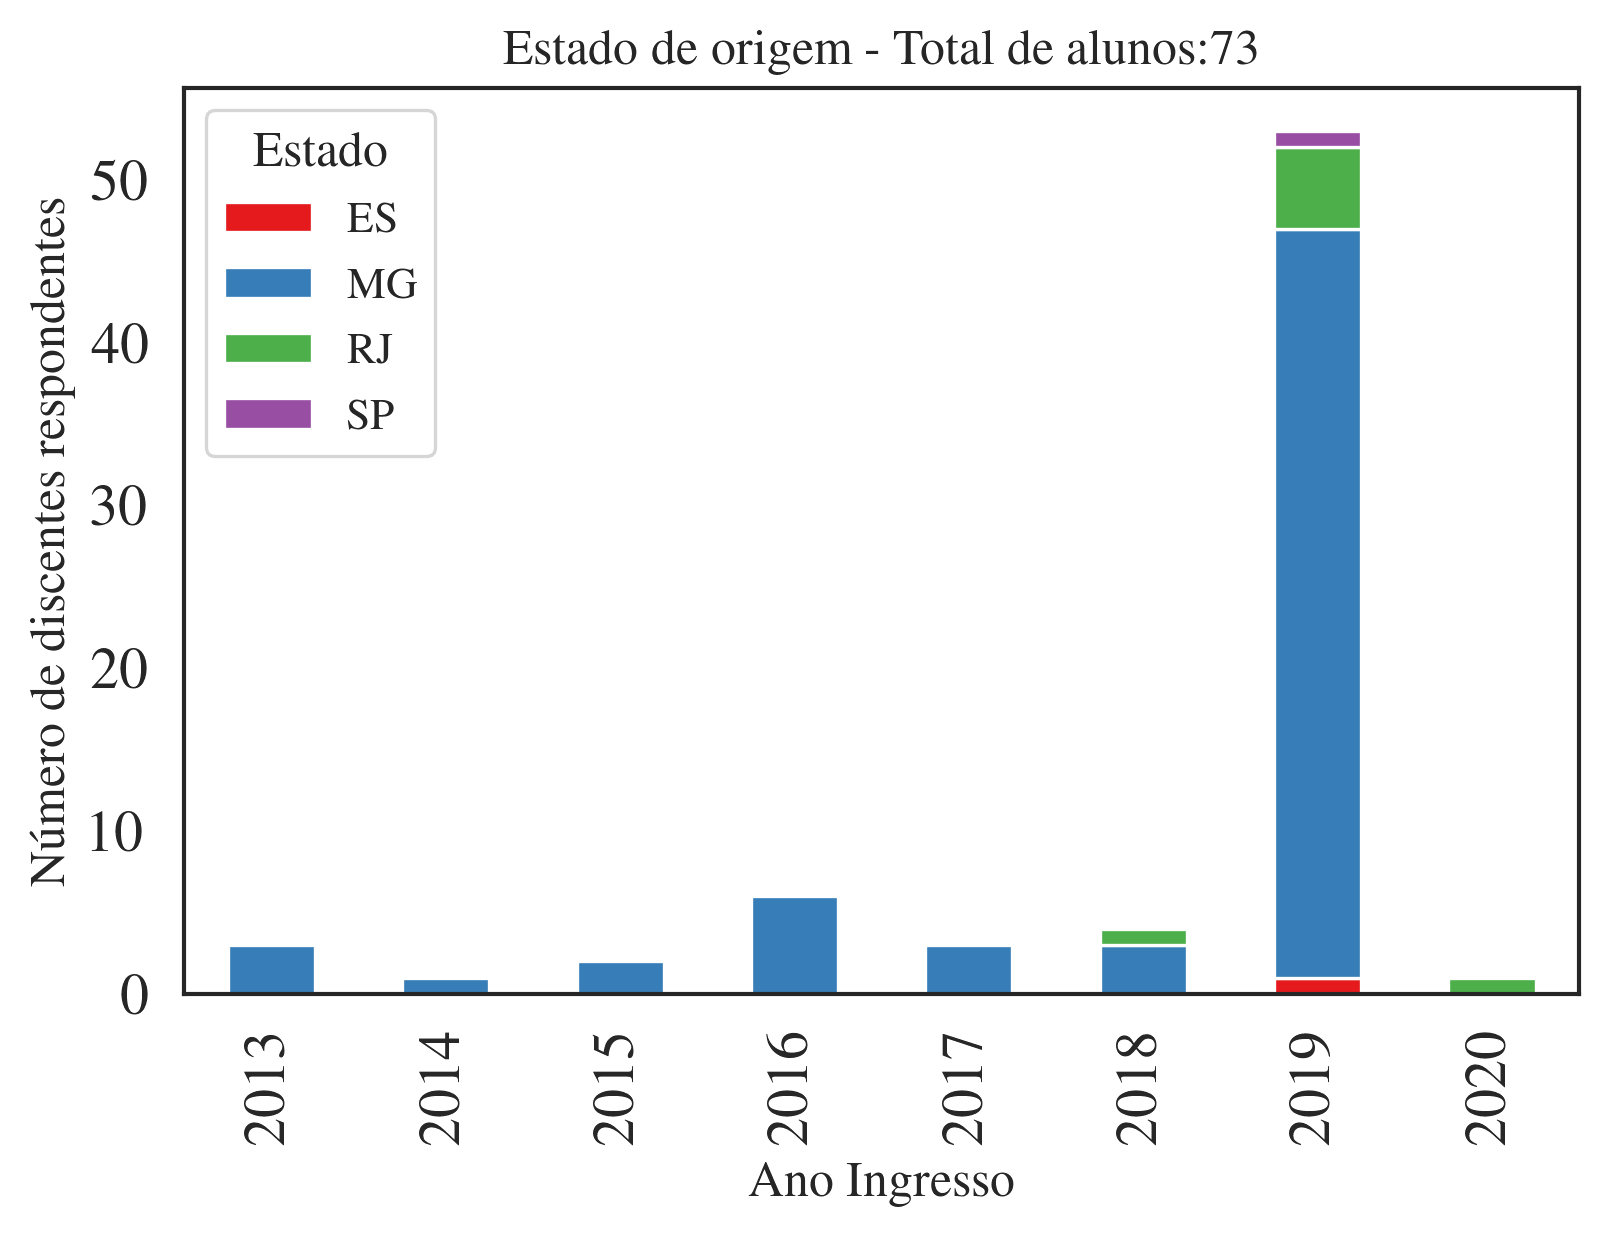 Estado de origem - Total de alunos:73
Estado
ES
MG
RJ
SP
Número de discentes respondentes
50
40
30
20
10
0
2013
2014
2015
2016
2017
2018
2019
2020
Ano Ingresso